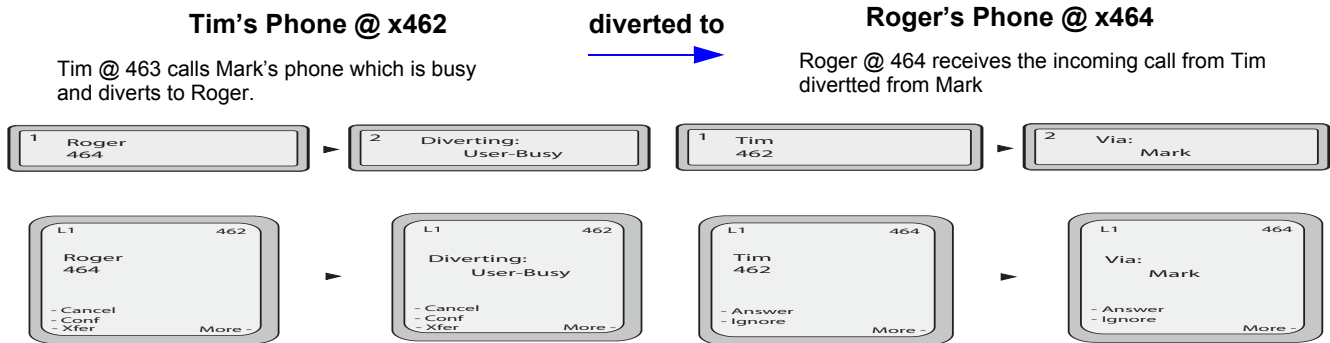 Tim's Phone @ x462
diverted to
Roger's Phone @ x464
Tim @ 463 calls Mark's phone which is busy
and diverts to Roger.
Roger @ 464 receives the incoming call from Tim
divertted from Mark
1 Roger
464
2 Diverting:
User-Busy
1 Tim
462
2 Via:
Mark
L1 462
Roger
464
- Cancel
- Conf
- Xfer More -
L1 462
Diverting:
User-Busy
- Cancel
- Conf
- Xfer More -
L1 464
Tim
462
- Answer
- Ignore
More -
L1 464
Via:
Mark
- Answer
- Ignore
More -